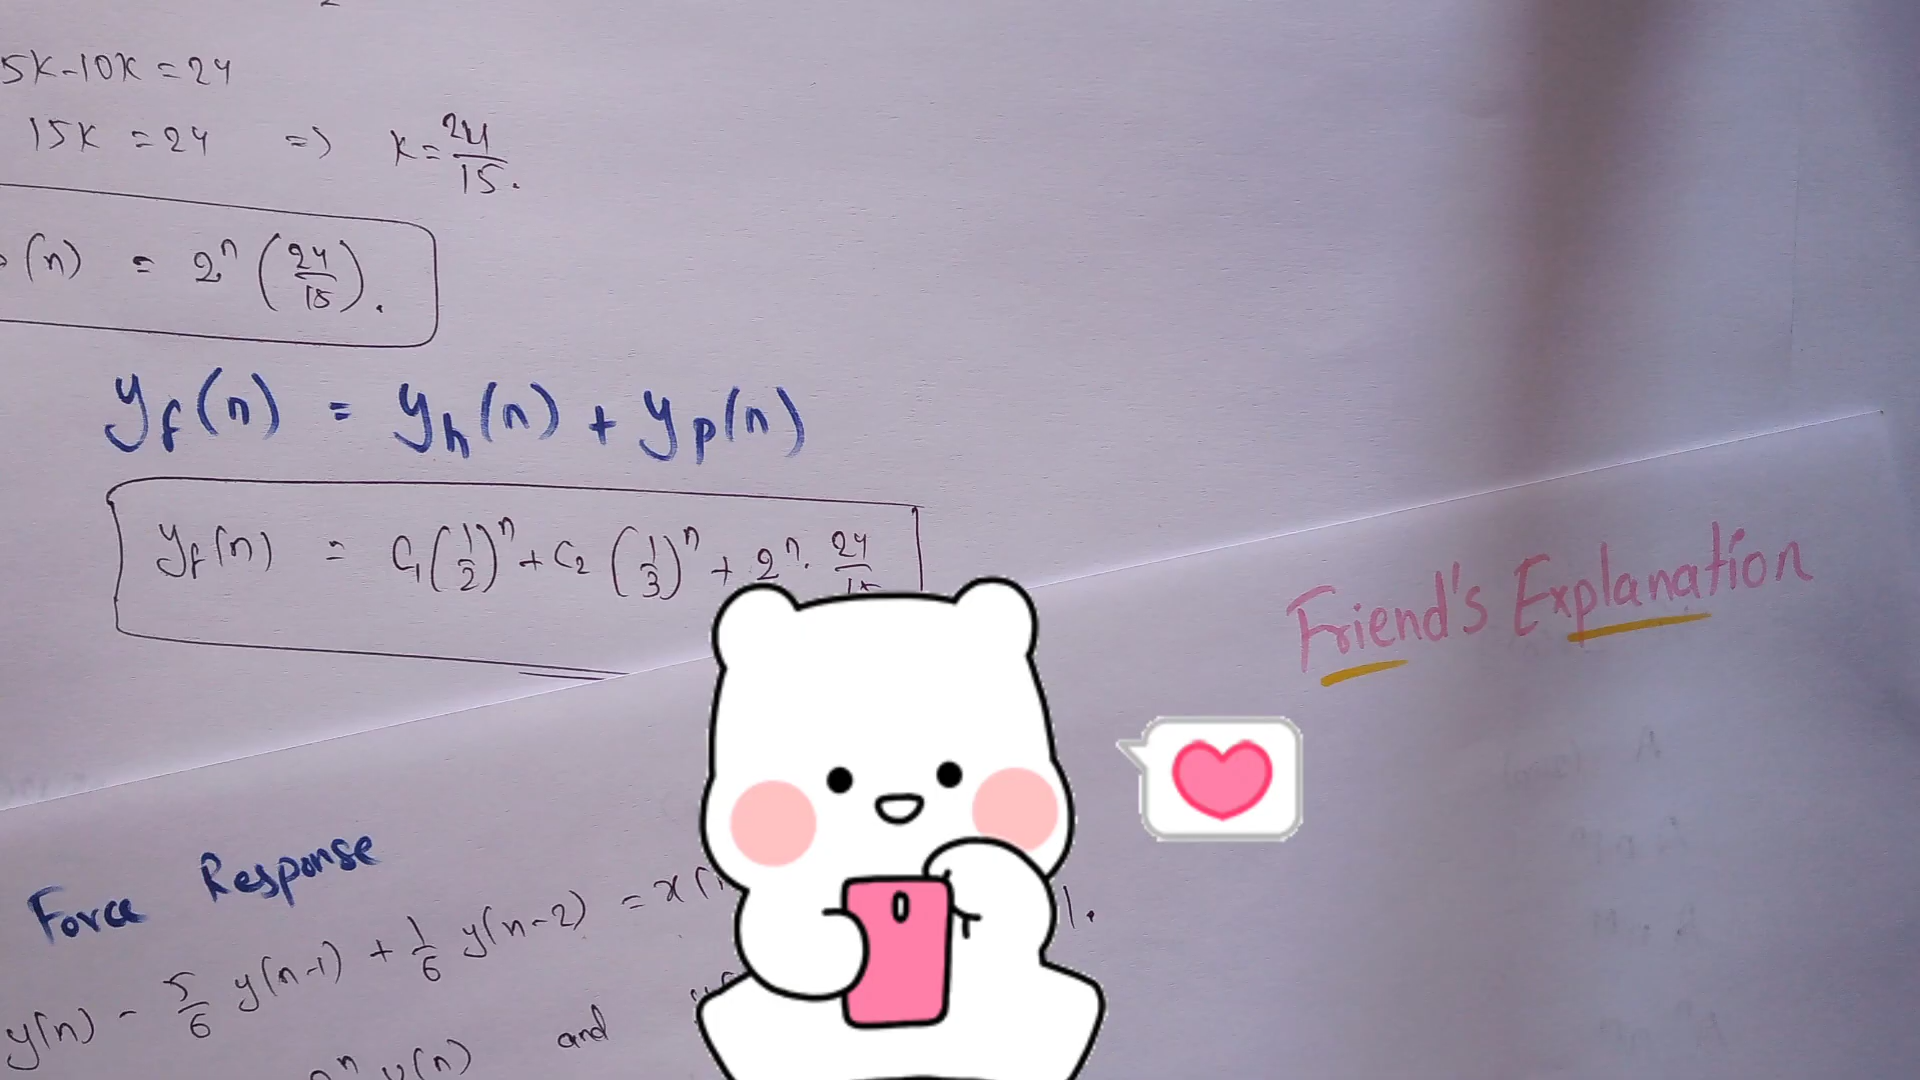 5K-10K = 24
15K = 24 => K = 24/15.
(n) = 2^n (24/15).
y_f(n) = y_h(n) + y_p(n)
y_f(n) = C_1(1/2)^n + C_2(1/3)^n + 2^n. 24
Friend's Explanation
Force Response
y(n) - 5/6 y(n-1) + 1/6 y(n-2) = x(
and